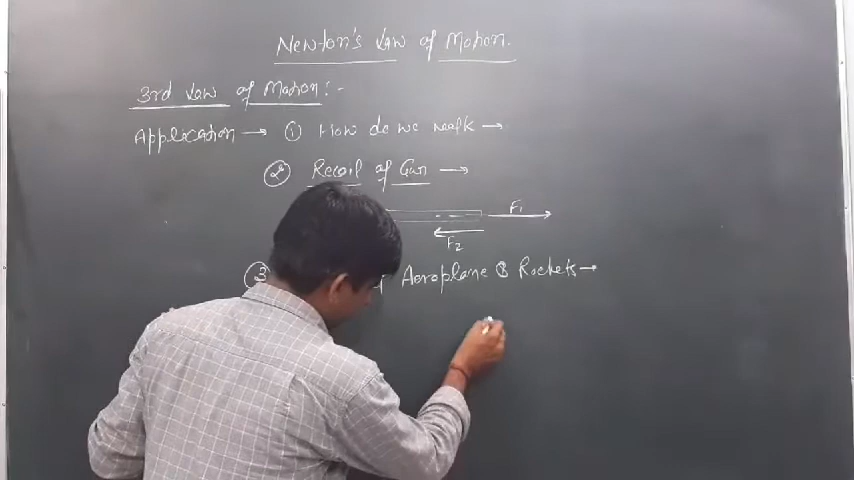 Newton's Law of Motion.
3rd Law of Motion:-
Application → ① How do we walk →
② Recoil of Gun →
F1
F2
③ Aeroplane & Rockets →